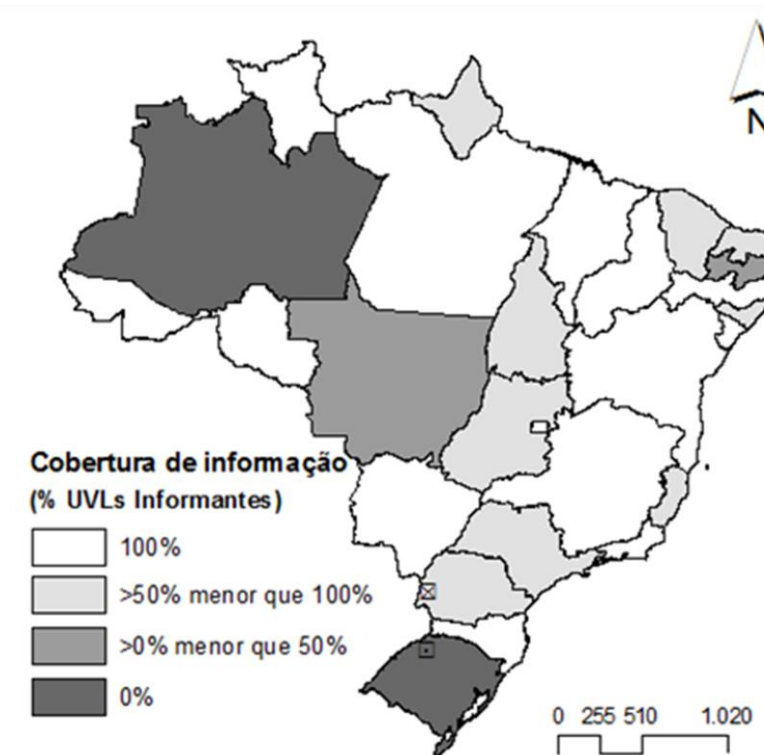 N
Cobertura de informação
(% UVLs Informantes)
100%
>50% menor que 100%
>0% menor que 50%
0%
0 255 510 1.020